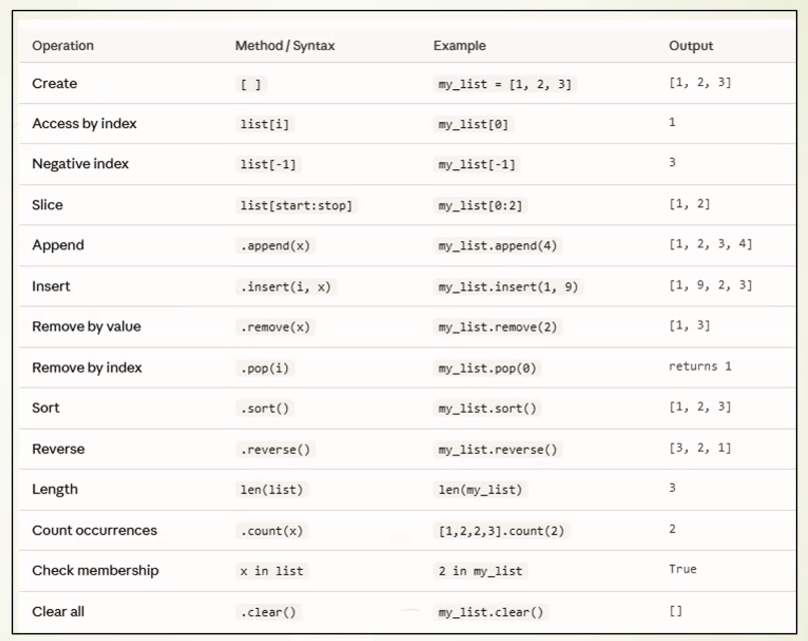 Operation Method / Syntax Example Output
Create [ ] my_list = [1, 2, 3] [1, 2, 3]
Access by index list[i] my_list[0] 1
Negative index list[-1] my_list[-1] 3
Slice list[start:stop] my_list[0:2] [1, 2]
Append .append(x) my_list.append(4) [1, 2, 3, 4]
Insert .insert(i, x) my_list.insert(1, 9) [1, 9, 2, 3]
Remove by value .remove(x) my_list.remove(2) [1, 3]
Remove by index .pop(i) my_list.pop(0) returns 1
Sort .sort() my_list.sort() [1, 2, 3]
Reverse .reverse() my_list.reverse() [3, 2, 1]
Length len(list) len(my_list) 3
Count occurrences .count(x) [1,2,2,3].count(2) 2
Check membership x in list 2 in my_list True
Clear all .clear() my_list.clear() []